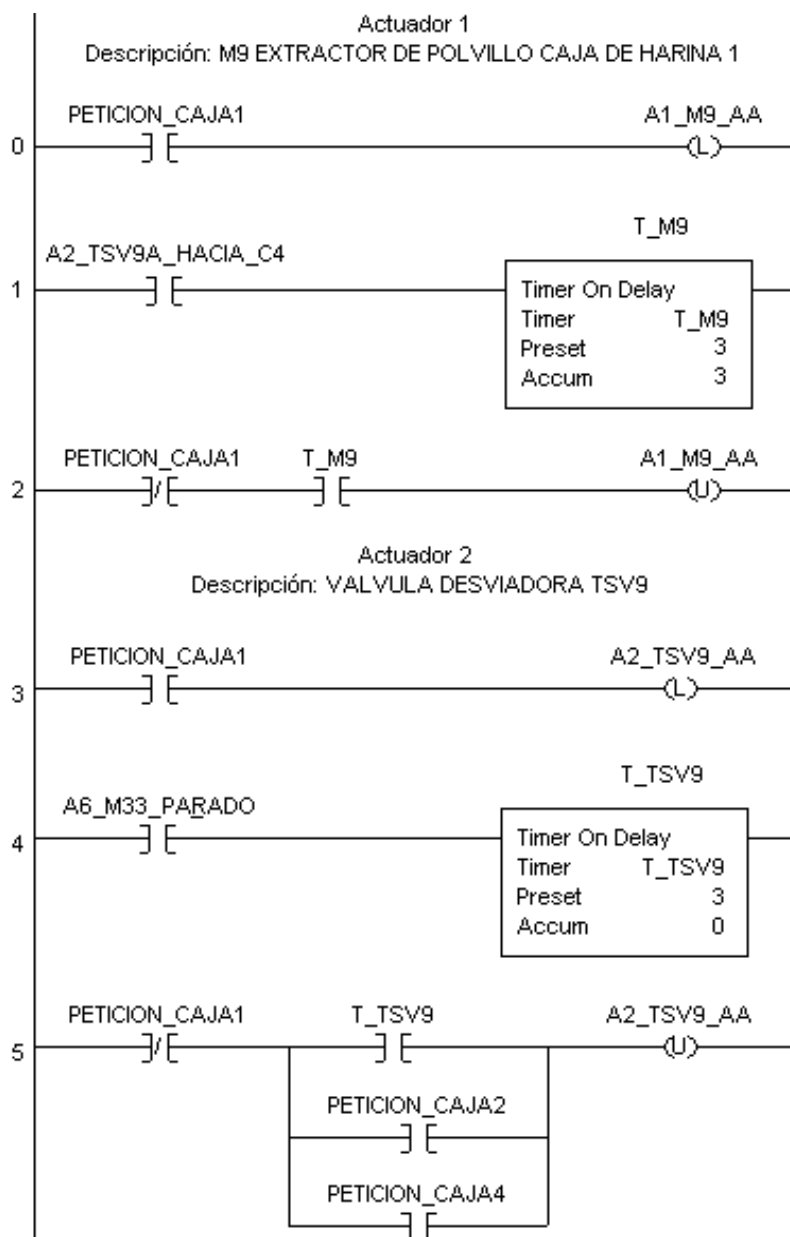 Actuador 1
Descripción: M9 EXTRACTOR DE POLVILLO CAJA DE HARINA 1
PETICION_CAJA1 A1_M9_AA
0 (L)
T_M9
A2_TSV9A_HACIA_C4
1 Timer On Delay
Timer T_M9
Preset 3
Accum 3
PETICION_CAJA1 T_M9 A1_M9_AA
2 (U)
Actuador 2
Descripción: VALVULA DESVIADORA TSV9
PETICION_CAJA1 A2_TSV9_AA
3 (L)
T_TSV9
A6_M33_PARADO
4 Timer On Delay
Timer T_TSV9
Preset 3
Accum 0
PETICION_CAJA1 T_TSV9 A2_TSV9_AA
5 (U)
PETICION_CAJA2
PETICION_CAJA4